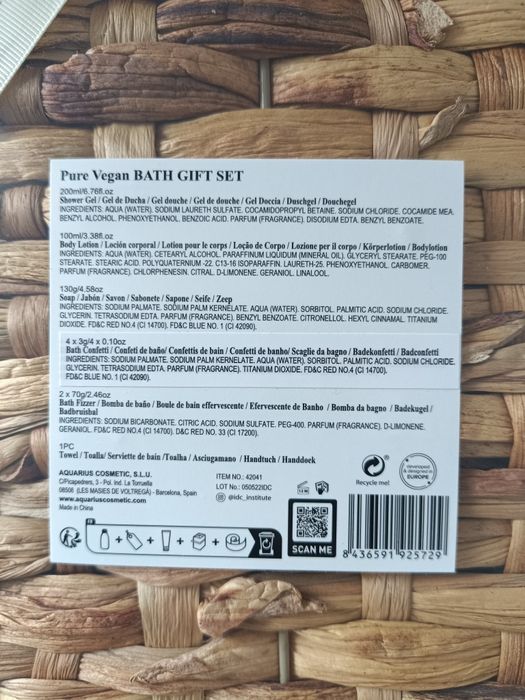 Pure Vegan BATH GIFT SET
200ml/6.76fl.oz
Shower Gel / Gel de Ducha / Gel douche / Gel de douche / Gel Doccia / Duschgel / Douchegel
INGREDIENTS: AQUA (WATER). SODIUM LAURETH SULFATE. COCAMIDOPROPYL BETAINE. SODIUM CHLORIDE. COCAMIDE MEA.
BENZYL ALCOHOL. PHENOXYETHANOL. BENZOIC ACID. PARFUM (FRAGRANCE). DISODIUM EDTA. BENZYL BENZOATE.
100ml/3.38fl.oz
Body Lotion / Loción corporal / Lotion pour le corps / Loção de Corpo / Lozione per il corpo / Körperlotion / Bodylotion
INGREDIENTS: AQUA (WATER). CETEARYL ALCOHOL. PARAFFINUM LIQUIDUM (MINERAL OIL). GLYCERYL STEARATE. PEG-100
STEARATE. STEARIC ACID. POLYQUATERNIUM-22. C13-16 ISOPARAFFIN. LAURETH-25. PHENOXYETHANOL. CARBOMER.
PARFUM (FRAGRANCE). CHLORPHENESIN. CITRAL. D-LIMONENE. GERANIOL. LINALOOL.
130g/4.58oz
Soap / Jabón / Savon / Sabonete / Sapone / Seife / Zeep
INGREDIENTS: SODIUM PALMATE. SODIUM PALM KERNELATE. AQUA (WATER). SORBITOL. PALMITIC ACID. SODIUM CHLORIDE.
GLYCERIN. TETRASODIUM EDTA. PARFUM (FRAGRANCE). BENZYL BENZOATE. CITRONELLOL. HEXYL CINNAMAL. TITANIUM
DIOXIDE. FD&C RED NO.4 (CI 14700). FD&C BLUE NO. 1 (CI 42090).
4 x 3g/4 x 0.10oz
Bath Confetti / Confeti de baño/ Confettis de bain / Confetti de banho/ Scaglie da bagno / Badekonfetti / Badconfetti
INGREDIENTS: SODIUM PALMATE. SODIUM PALM KERNELATE. AQUA (WATER). SORBITOL. PALMITIC ACID. SODIUM CHLORIDE.
GLYCERIN. TETRASODIUM EDTA. PARFUM (FRAGRANCE). TITANIUM DIOXIDE. FD&C RED NO.4 (CI 14700).
FD&C BLUE NO. 1 (CI 42090).
2 x 70g/2.46oz
Bath Fizzer / Bomba de baño / Boule de bain effervescente / Efervescente de Banho / Bomba da bagno / Badekugel /
Badbruisbal
INGREDIENTS: SODIUM BICARBONATE. CITRIC ACID. SODIUM SULFATE. PEG-400. PARFUM (FRAGRANCE). D-LIMONENE.
GERANIOL. FD&C RED NO.4 (CI 14700). D&C RED NO. 33 (CI 17200).
1PC
Towel / Toalla/ Serviette de bain /Toalha / Asciugamano / Handtuch / Handdoek
AQUARIUS COSMETIC, S.L.U.
C/Picapedrers, 3 - Pol. Ind. La Torruella
08508 (LES MASIES DE VOLTREGÀ) - Barcelona, Spain
www.aquariuscosmetic.com
Made in China
ITEM NO.: 42041
LOT No.: 050522IDC
@idc_institute
Recycle me!
developed & designed in
EUROPE
FR
SCAN ME
8 436591 925729